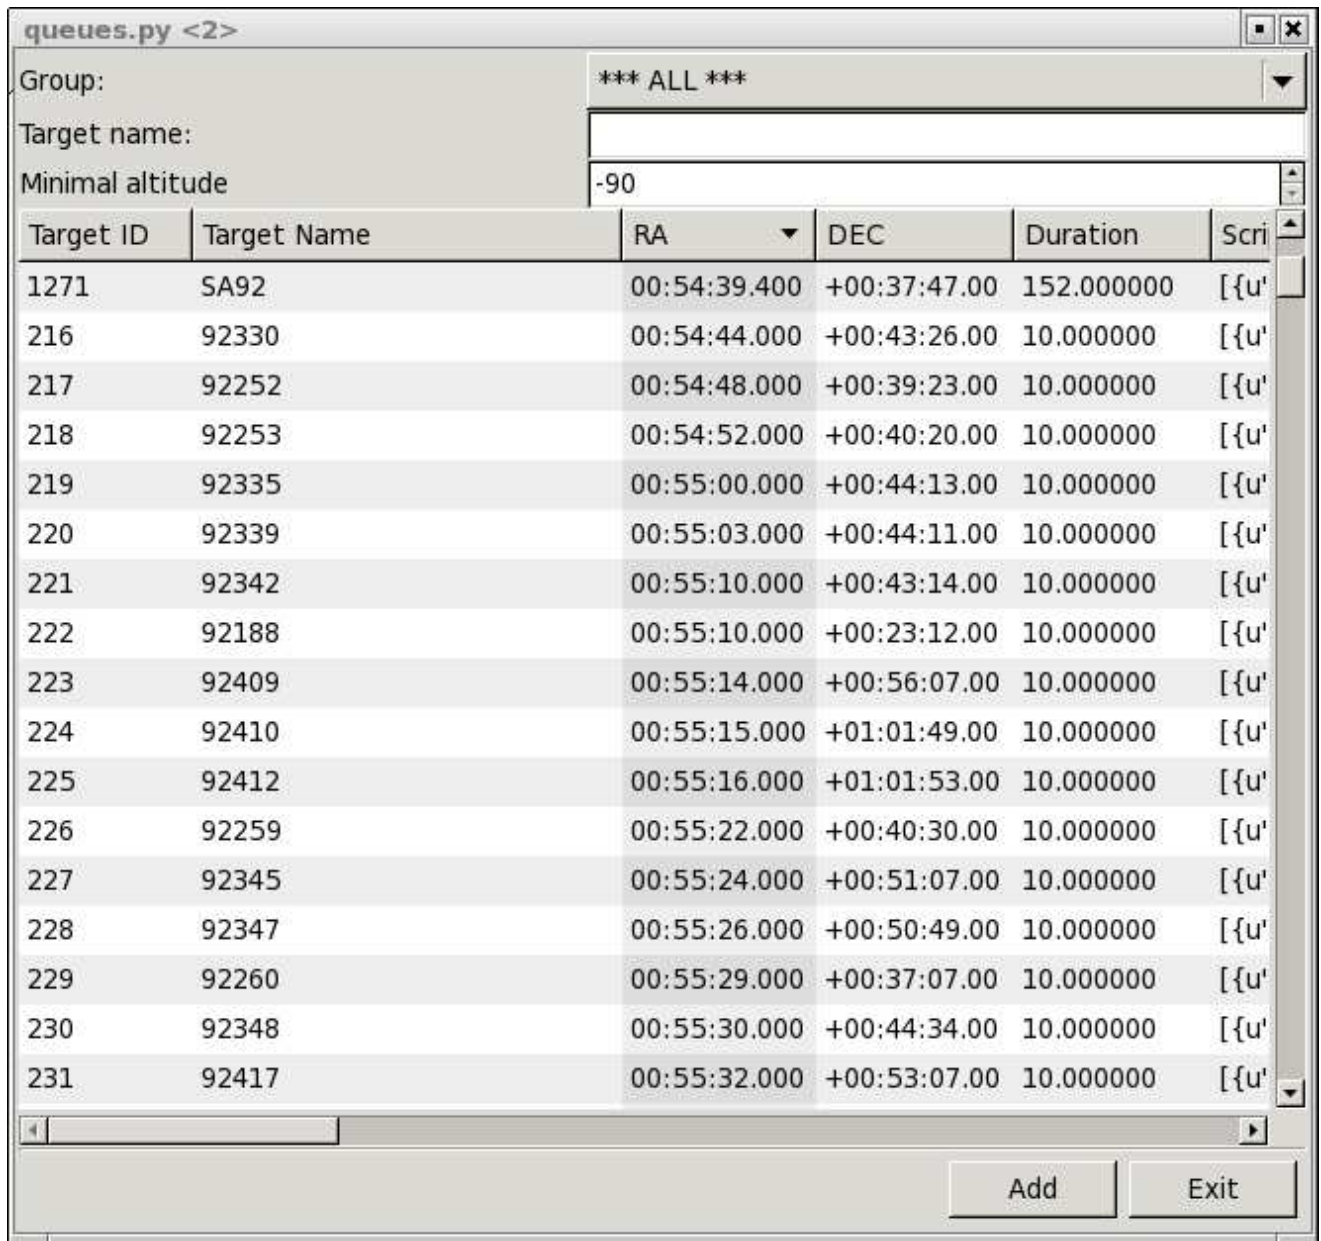 queues.py <2>
Group: *** ALL ***
Target name:
Minimal altitude -90
Target ID Target Name RA DEC Duration Scri
1271 SA92 00:54:39.400 +00:37:47.00 152.000000 [{u'
216 92330 00:54:44.000 +00:43:26.00 10.000000 [{u'
217 92252 00:54:48.000 +00:39:23.00 10.000000 [{u'
218 92253 00:54:52.000 +00:40:20.00 10.000000 [{u'
219 92335 00:55:00.000 +00:44:13.00 10.000000 [{u'
220 92339 00:55:03.000 +00:44:11.00 10.000000 [{u'
221 92342 00:55:10.000 +00:43:14.00 10.000000 [{u'
222 92188 00:55:10.000 +00:23:12.00 10.000000 [{u'
223 92409 00:55:14.000 +00:56:07.00 10.000000 [{u'
224 92410 00:55:15.000 +01:01:49.00 10.000000 [{u'
225 92412 00:55:16.000 +01:01:53.00 10.000000 [{u'
226 92259 00:55:22.000 +00:40:30.00 10.000000 [{u'
227 92345 00:55:24.000 +00:51:07.00 10.000000 [{u'
228 92347 00:55:26.000 +00:50:49.00 10.000000 [{u'
229 92260 00:55:29.000 +00:37:07.00 10.000000 [{u'
230 92348 00:55:30.000 +00:44:34.00 10.000000 [{u'
231 92417 00:55:32.000 +00:53:07.00 10.000000 [{u'
Add Exit